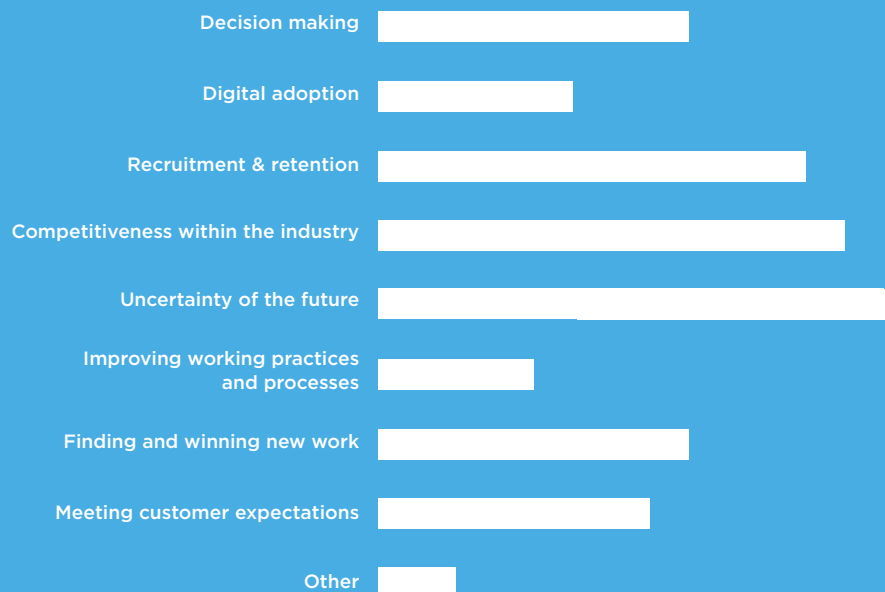 Decision making
Digital adoption
Recruitment & retention
Competitiveness within the industry
Uncertainty of the future
Improving working practices
and processes
Finding and winning new work
Meeting customer expectations
Other